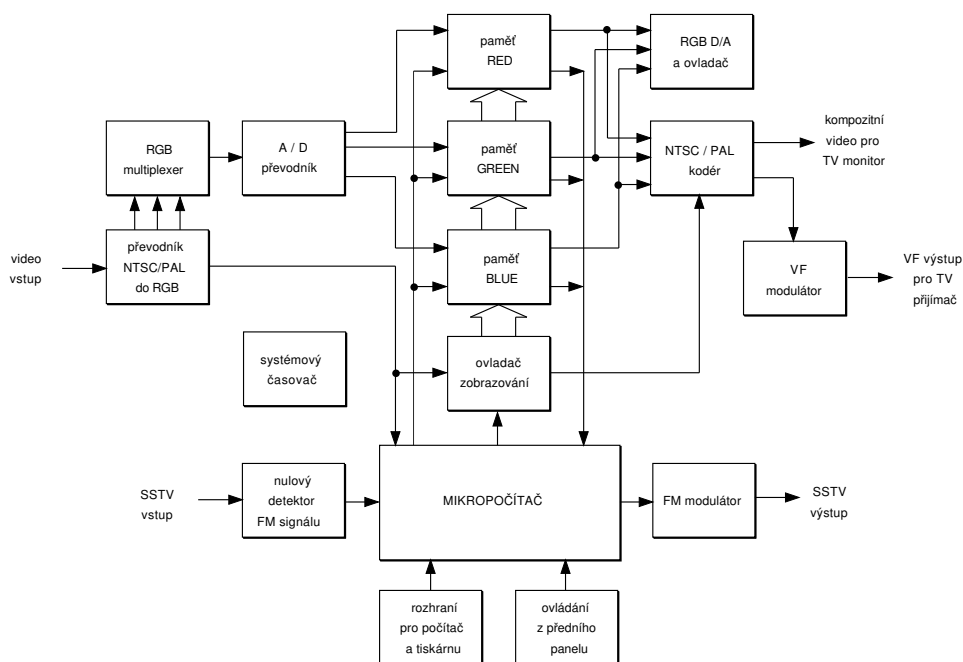 paměť
RED
RGB D/A
a ovladač
RGB
multiplexer
A / D
převodník
paměť
GREEN
NTSC / PAL
kodér
kompozitní
video pro
TV monitor
video
vstup
převodník
NTSC/PAL
do RGB
paměť
BLUE
VF
modulátor
VF výstup
pro TV
přijímač
systémový
časovač
ovladač
zobrazování
SSTV
vstup
nulový
detektor
FM signálu
MIKROPOČÍTAČ
FM modulátor
SSTV
výstup
rozhraní
pro počítač
a tiskárnu
ovládání
z předního
panelu